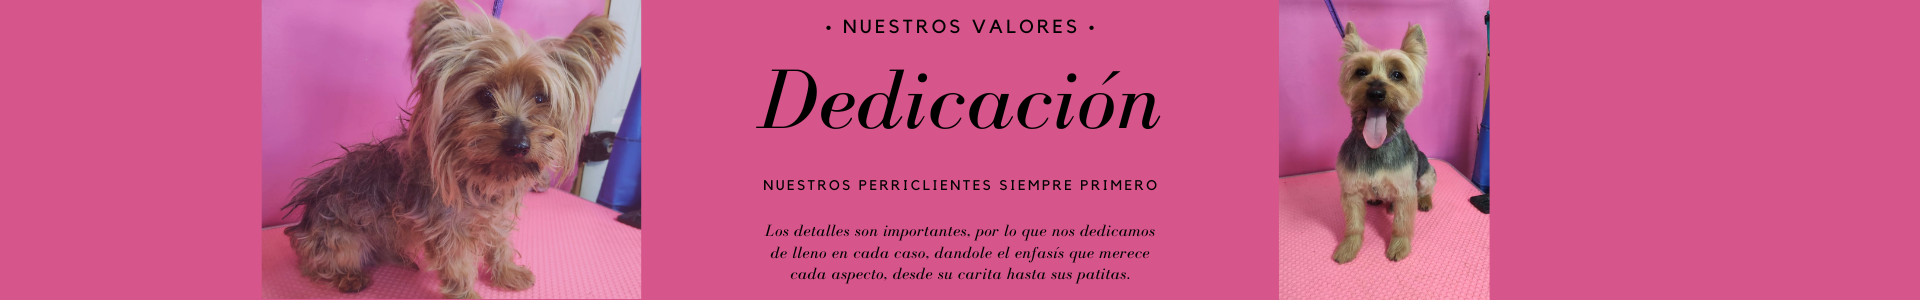 • NUESTROS VALORES •
Dedicación
NUESTROS PERRICLIENTES SIEMPRE PRIMERO
Los detalles son importantes, por lo que nos dedicamos
de lleno en cada caso, dandole el enfasís que merece
cada aspecto, desde su carita hasta sus patitas.